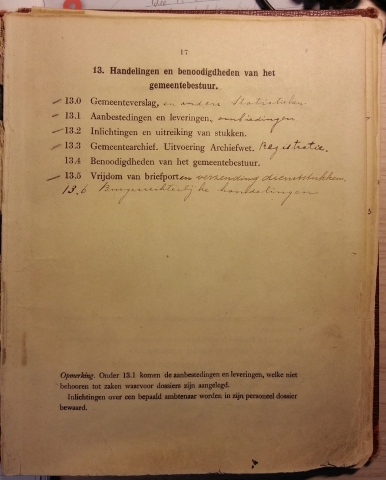 17
13. Handelingen en benoodigdheden van het
gemeentebestuur.
13.0 Gemeenteverslag, en andere Statistieken
13.1 Aanbestedingen en leveringen, aanbiedingen
13.2 Inlichtingen en uitreiking van stukken.
13.3 Gemeentearchief. Uitvoering Archiefwet. Registratie.
13.4 Benoodigdheden van het gemeentebestuur.
13.5 Vrijdom van briefporten verzending dienststukken.
13.6 Burgerrechterlijke handelingen
Opmerking. Onder 13.1 komen de aanbestedingen en leveringen, welke niet
behooren tot zaken waarvoor dossiers zijn aangelegd.
Inlichtingen over een bepaald ambtenaar worden in zijn personeel dossier
bewaard.